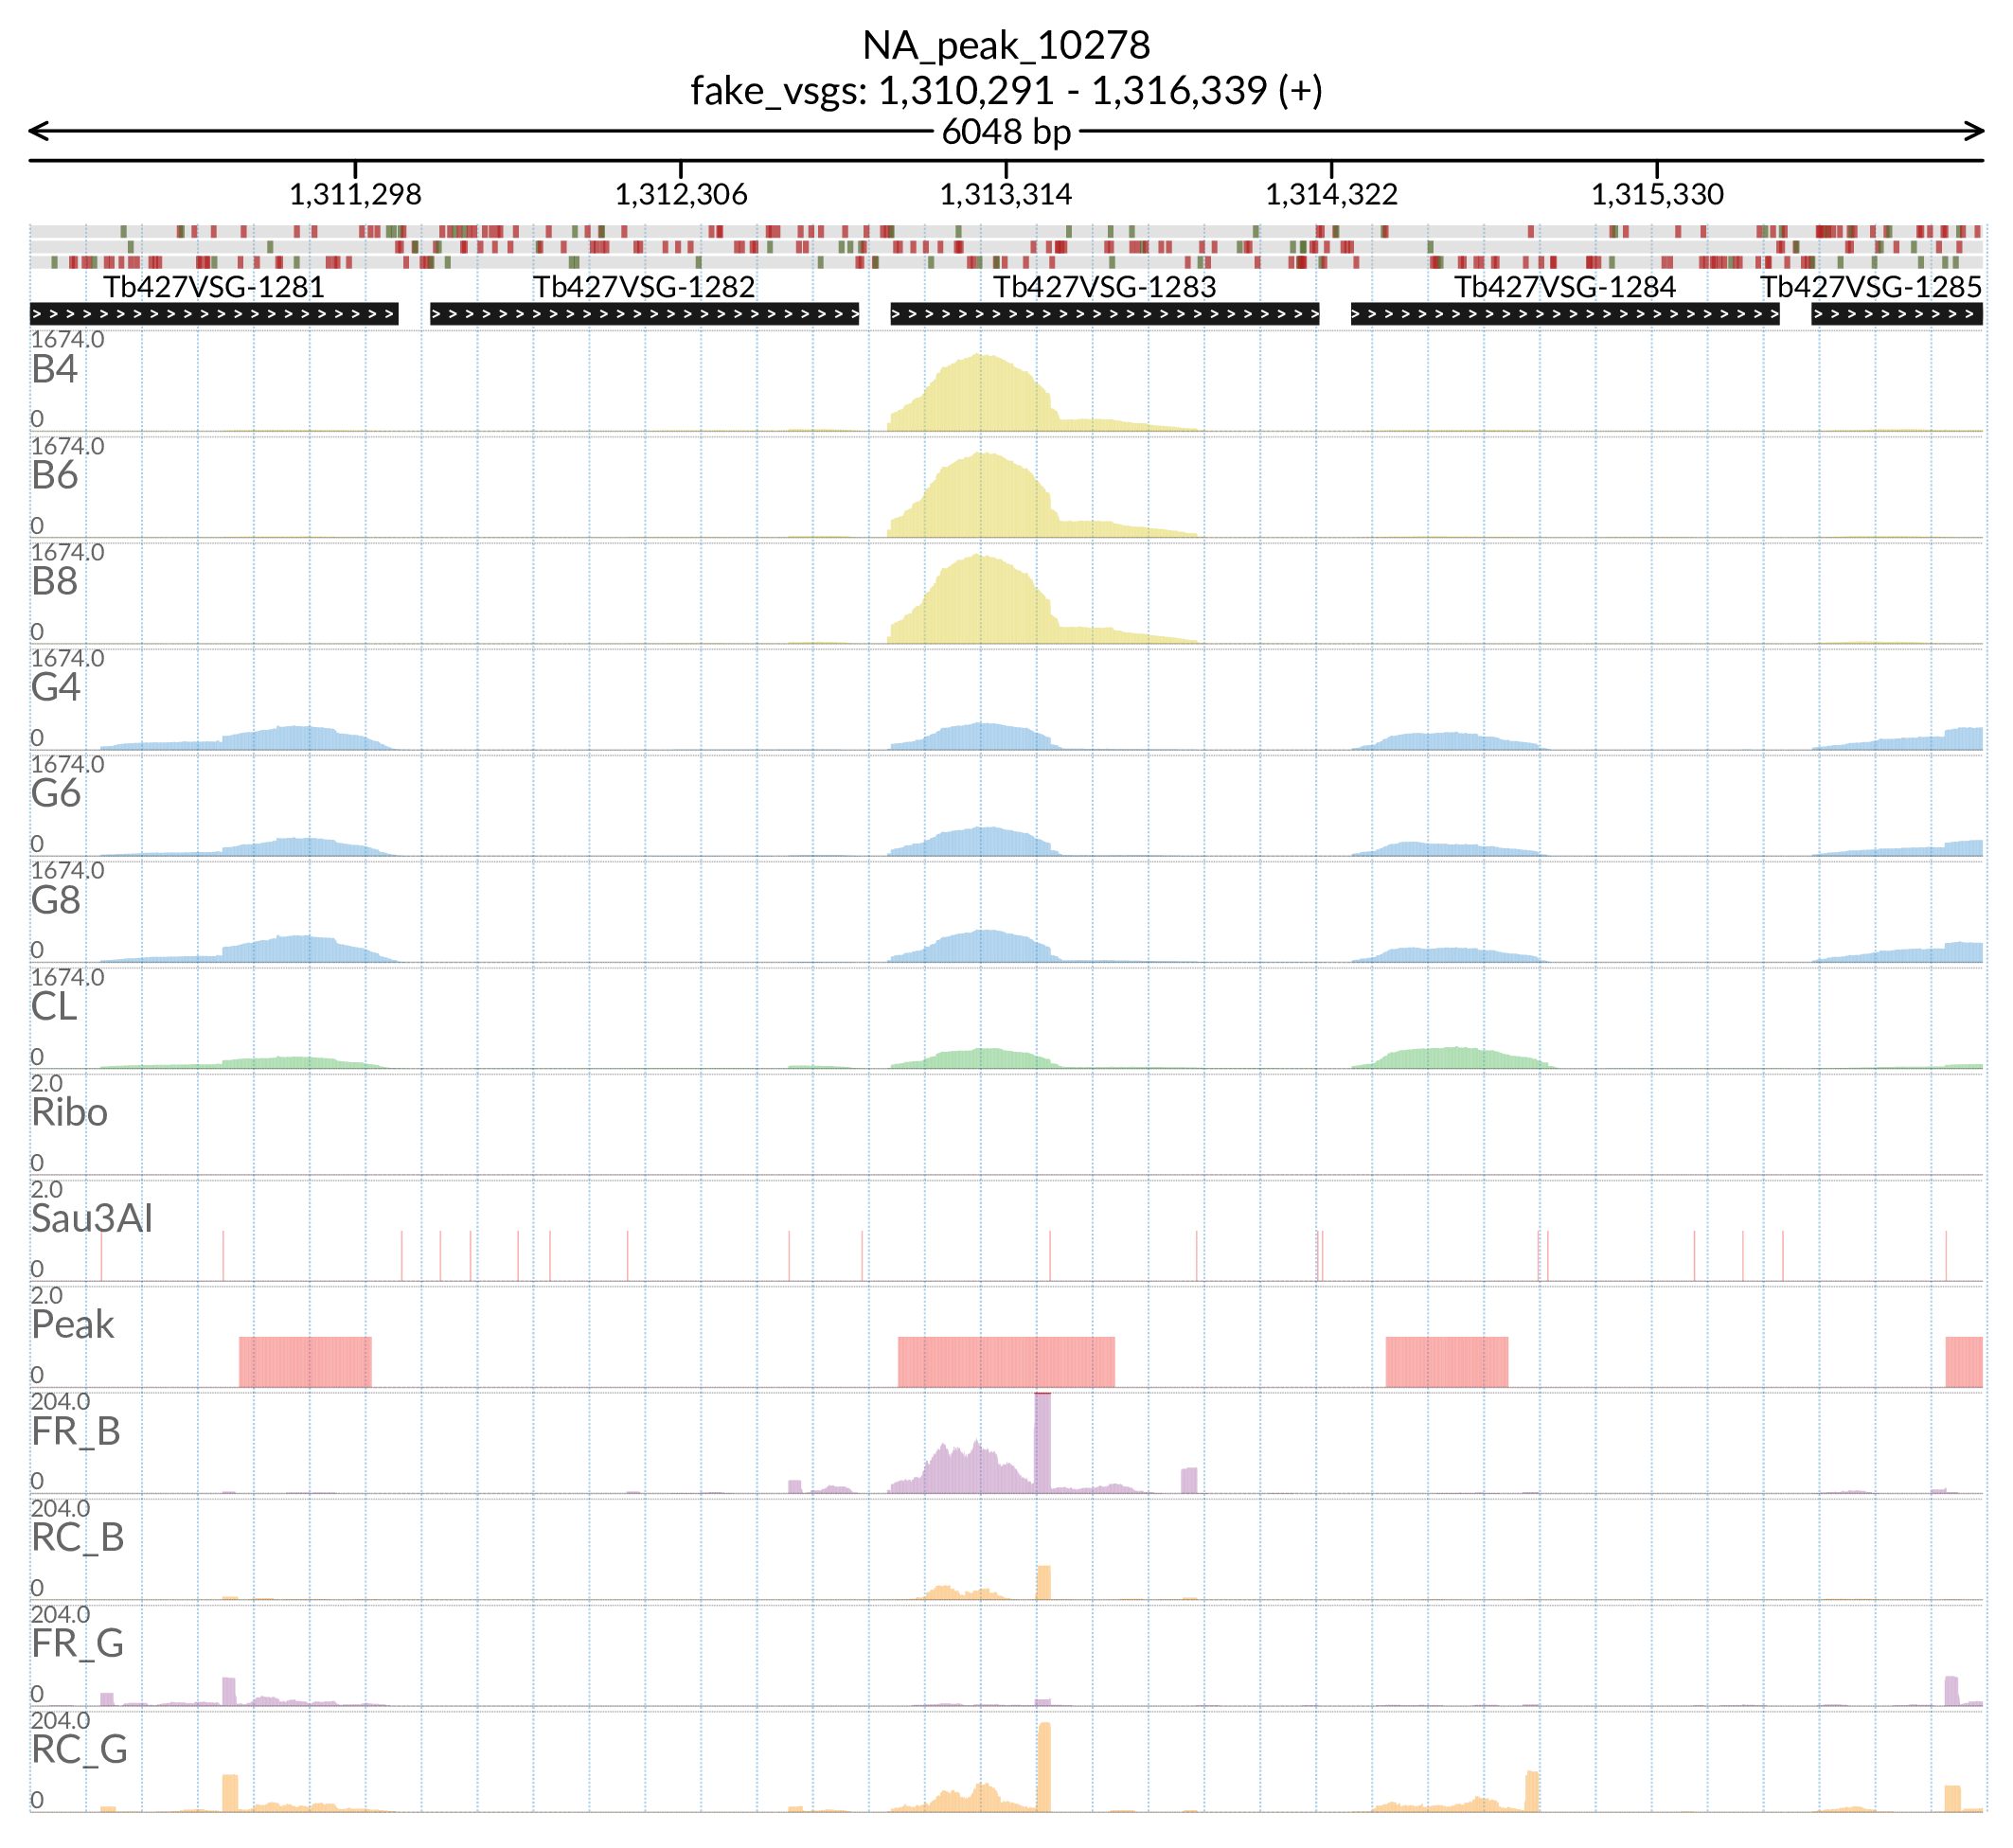 NA_peak_10278
fake_vsgs: 1,310,291 - 1,316,339 (+)
6048 bp
1,311,298 1,312,306 1,313,314 1,314,322 1,315,330
Tb427VSG-1281 Tb427VSG-1282 Tb427VSG-1283 Tb427VSG-1284 Tb427VSG-1285
1674.0
B4
0
1674.0
B6
0
1674.0
B8
0
1674.0
G4
0
1674.0
G6
0
1674.0
G8
0
1674.0
CL
0
2.0
Ribo
0
2.0
Sau3AI
0
2.0
Peak
0
204.0
FR_B
0
204.0
RC_B
0
204.0
FR_G
0
204.0
RC_G
0